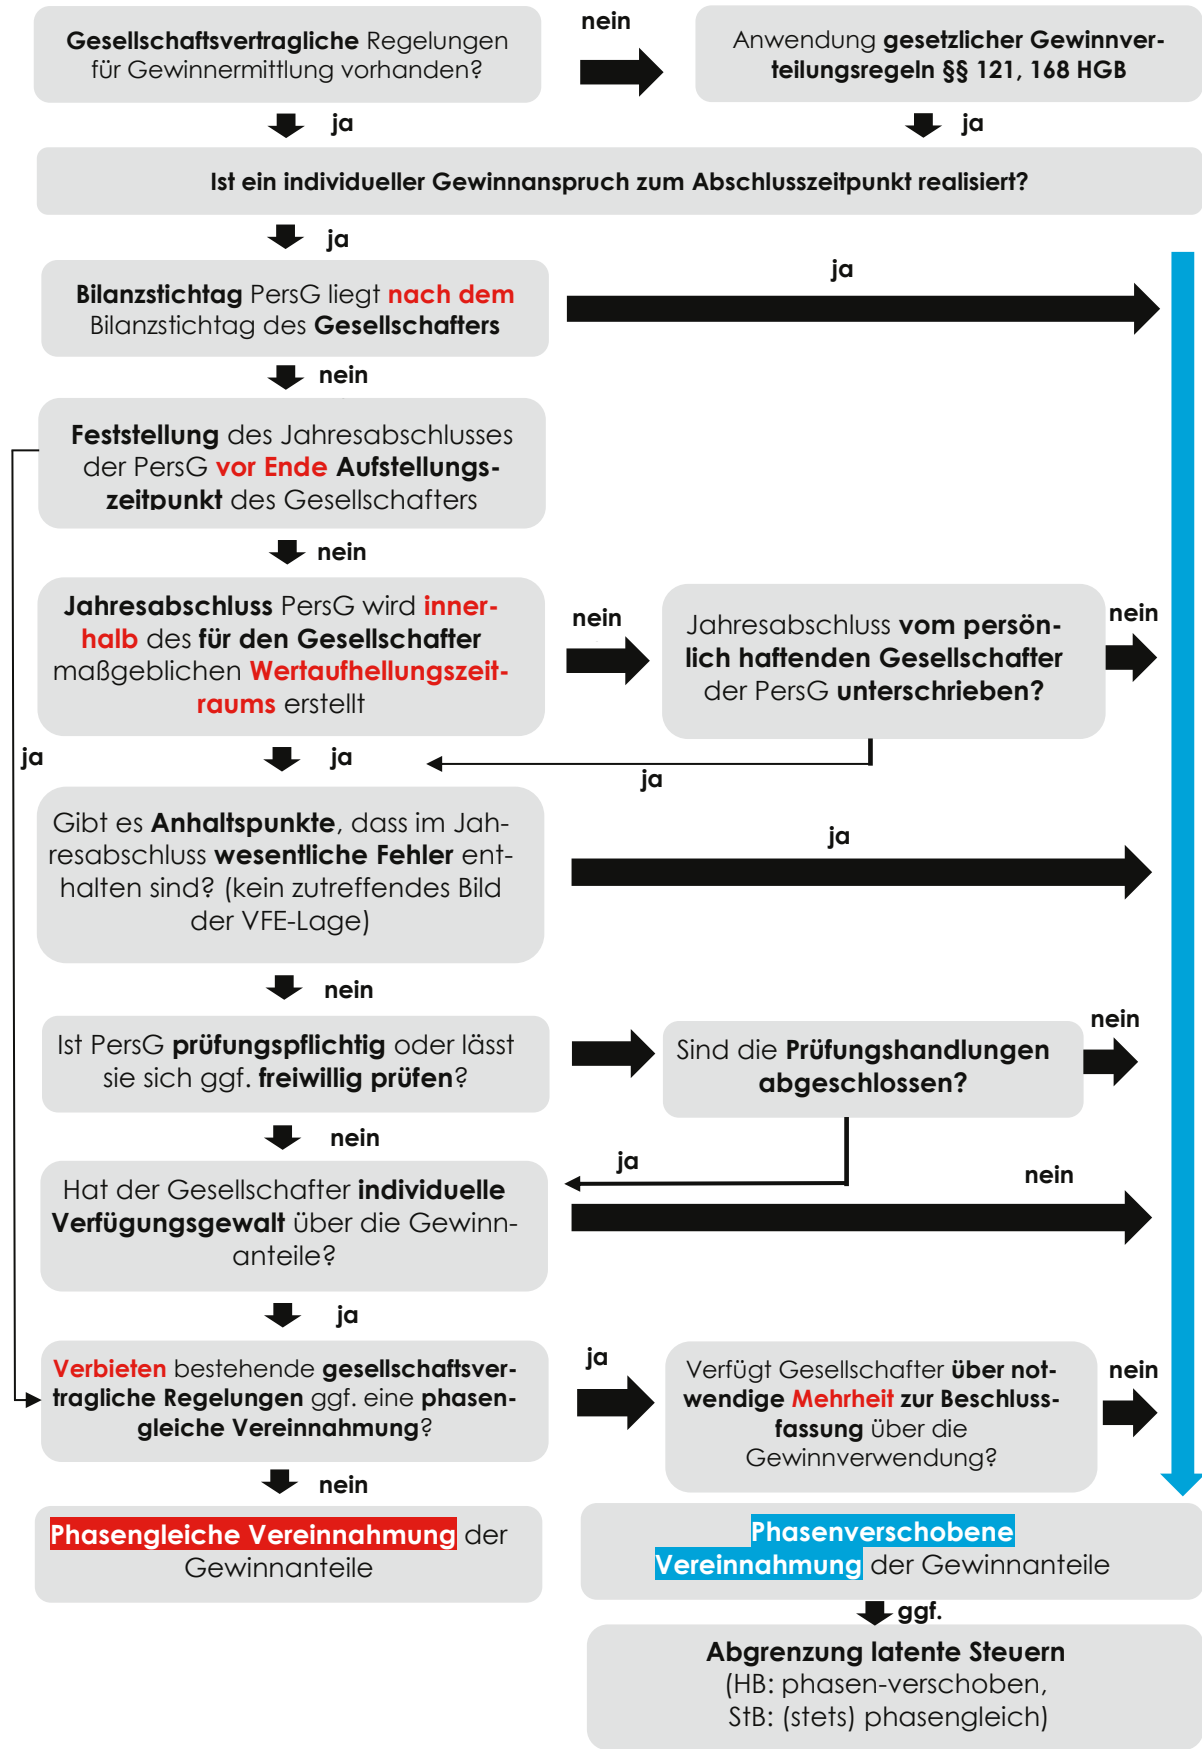 Gesellschaftsvertragliche Regelungen
für Gewinnermittlung vorhanden?
nein
Anwendung gesetzlicher Gewinnver-
teilungsregeln §§ 121, 168 HGB
ja
ja
Ist ein individueller Gewinnanspruch zum Abschlusszeitpunkt realisiert?
ja
Bilanzstichtag PersG liegt nach dem
Bilanzstichtag des Gesellschafters
ja
nein
Feststellung des Jahresabschlusses
der PersG vor Ende Aufstellungs-
zeitpunkt des Gesellschafters
nein
Jahresabschluss PersG wird inner-
halb des für den Gesellschafter
maßgeblichen Wertaufhellungszeit-
raums erstellt
nein
Jahresabschluss vom persön-
lich haftenden Gesellschafter
der PersG unterschrieben?
nein
ja
ja
ja
Gibt es Anhaltspunkte, dass im Jah-
resabschluss wesentliche Fehler ent-
halten sind? (kein zutreffendes Bild
der VFE-Lage)
ja
nein
Ist PersG prüfungspflichtig oder lässt
sie sich ggf. freiwillig prüfen?
Sind die Prüfungshandlungen
abgeschlossen?
nein
nein
ja
Hat der Gesellschafter individuelle
Verfügungsgewalt über die Gewinn-
anteile?
nein
ja
Verbieten bestehende gesellschaftsver-
tragliche Regelungen ggf. eine phasen-
gleiche Vereinnahmung?
ja
Verfügt Gesellschafter über not-
wendige Mehrheit zur Beschluss-
fassung über die
Gewinnverwendung?
nein
nein
Phasengleiche Vereinnahmung der
Gewinnanteile
Phasenverschobene
Vereinnahmung der Gewinnanteile
ggf.
Abgrenzung latente Steuern
(HB: phasen-verschoben,
StB: (stets) phasengleich)